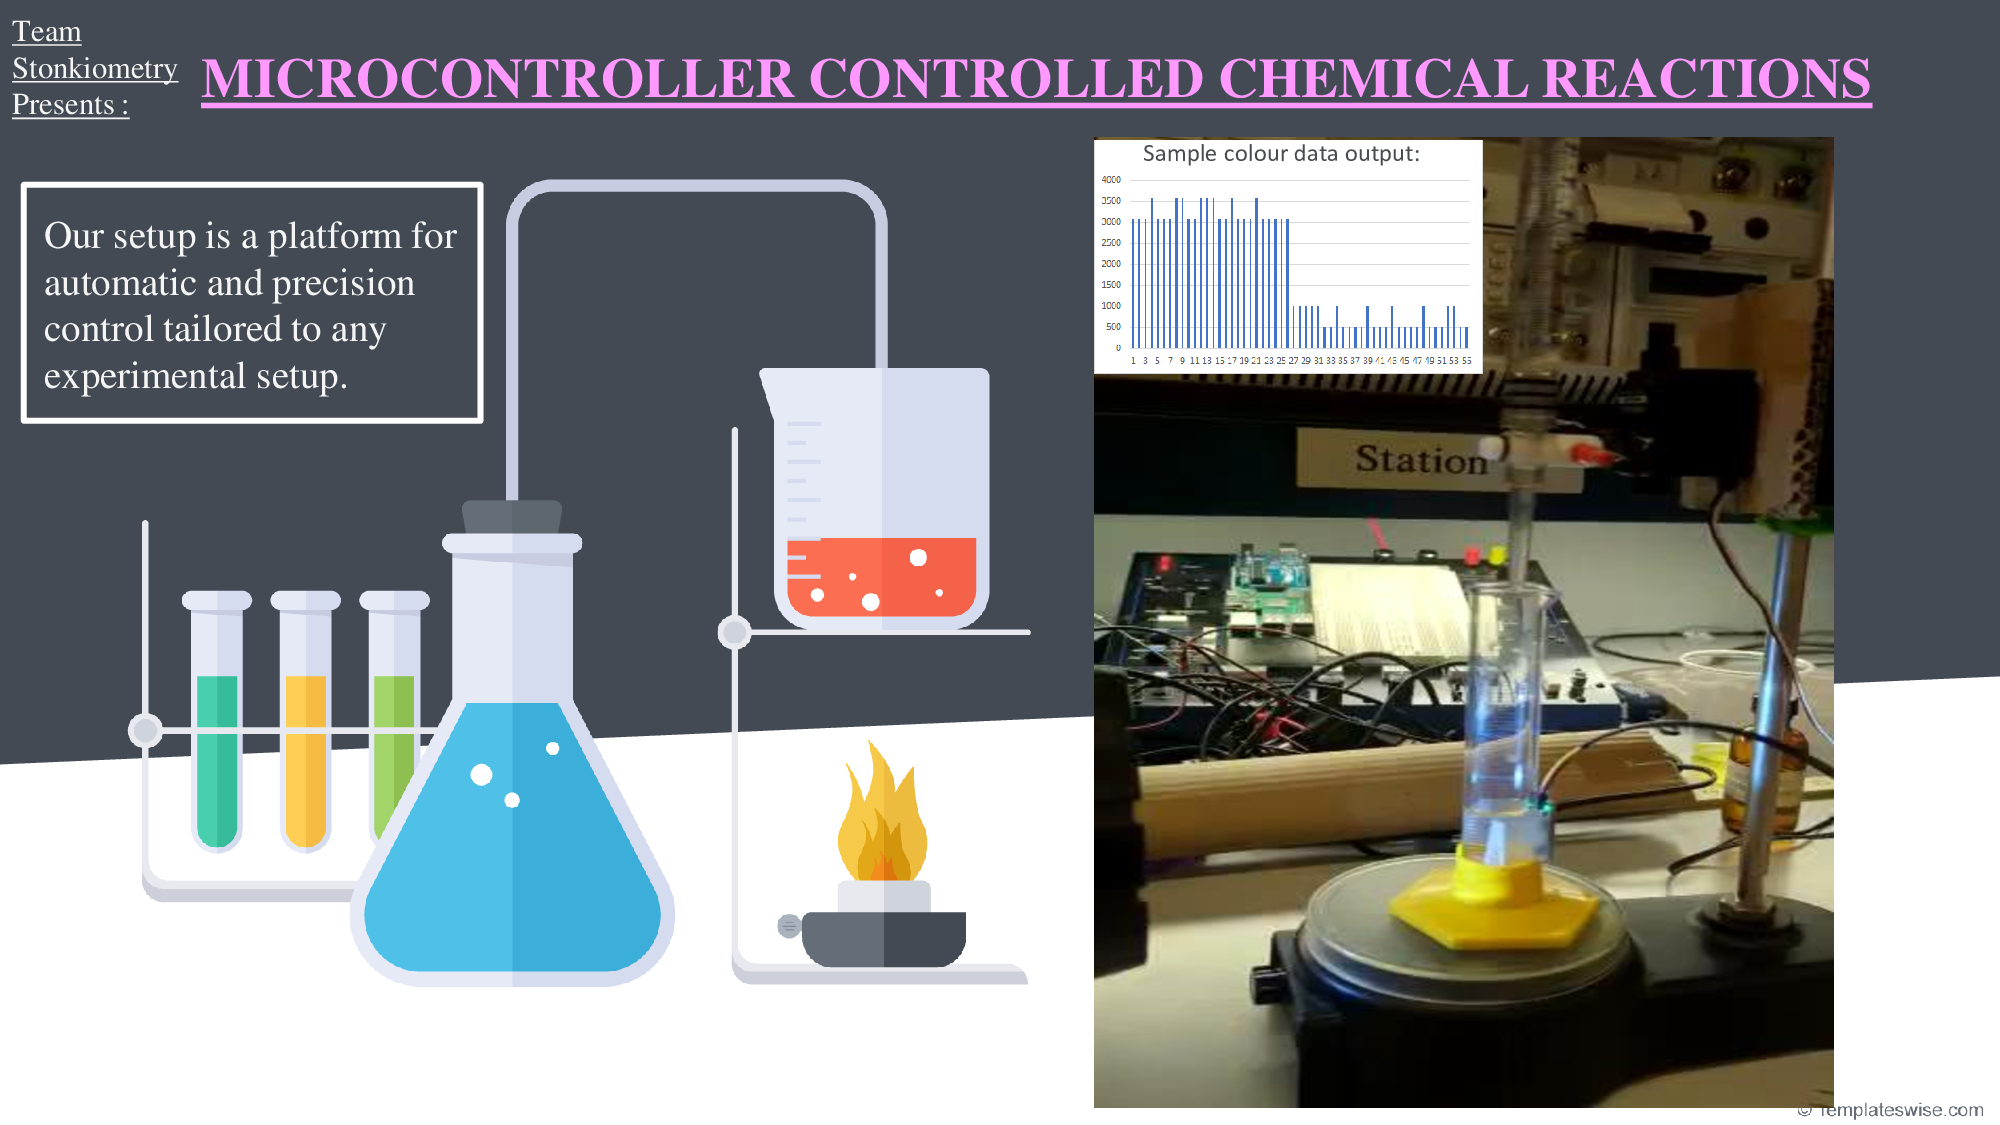 Team
Stonkiometry
Presents :
MICROCONTROLLER CONTROLLED CHEMICAL REACTIONS
Our setup is a platform for
automatic and precision
control tailored to any
experimental setup.
Sample colour data output:
4000
3500
3000
2500
2000
1500
1000
500
0
1 3 5 7 9 11 13 15 17 19 21 23 25 27 29 31 33 35 37 39 41 43 45 47 49 51 53 55
Station
© Templateswise.com